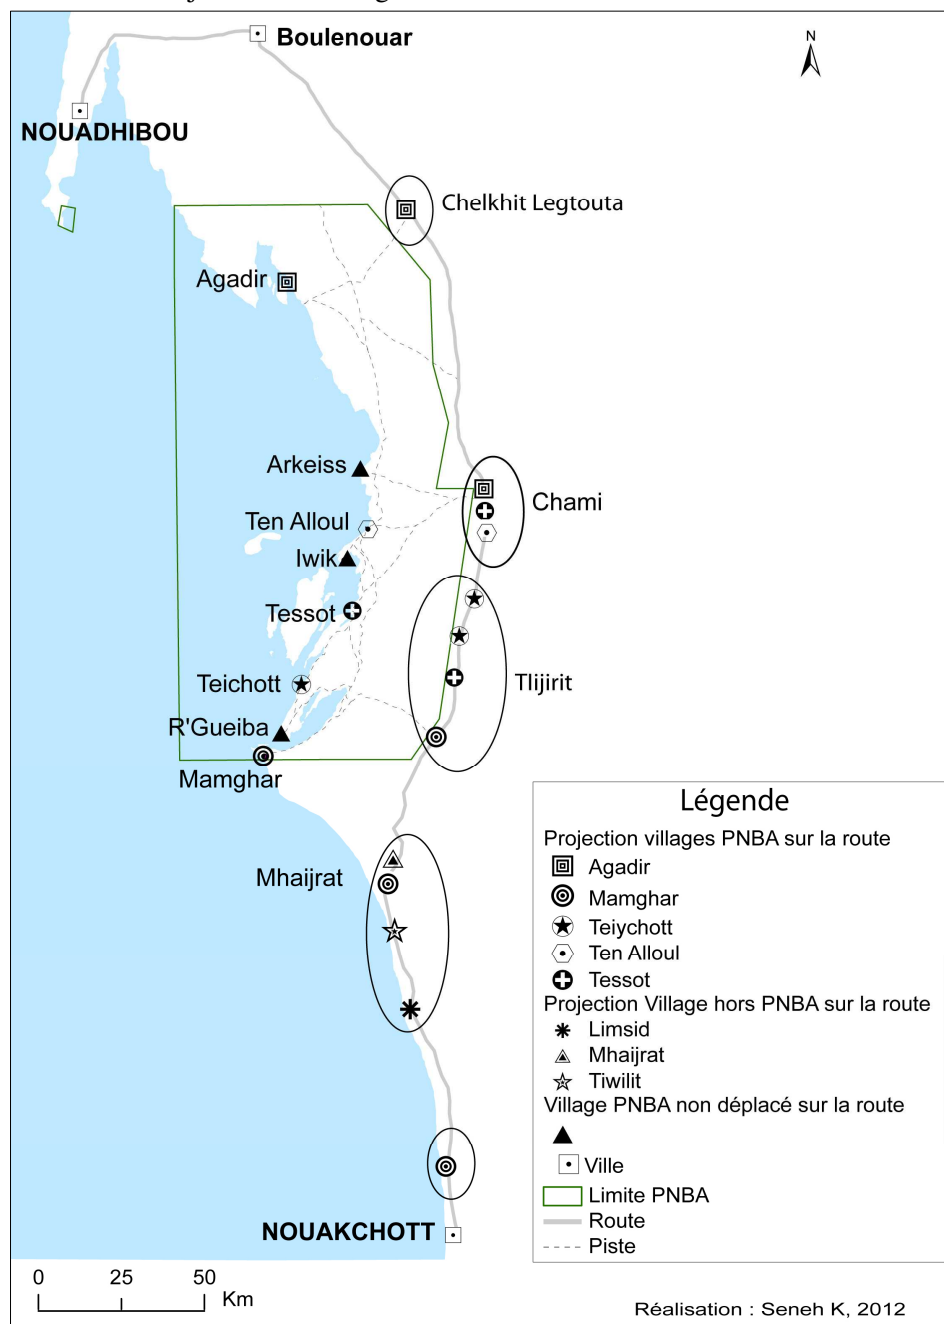 Boulenouar
N
NOUADHIBOU
Chelkhit Legtouta
Agadir
Arkeiss
Chami
Ten Alloul
Iwik
Tessot
Tlijirit
Teichott
R'Gueiba
Mamghar
Mhaijrat
NOUAKCHOTT
Légende
Projection villages PNBA sur la route
Agadir
Mamghar
Teiychott
Ten Alloul
Tessot
Projection Village hors PNBA sur la route
Limsid
Mhaijrat
Tiwilit
Village PNBA non déplacé sur la route
Ville
Limite PNBA
Route
Piste
0 25 50
Km
Réalisation : Seneh K, 2012